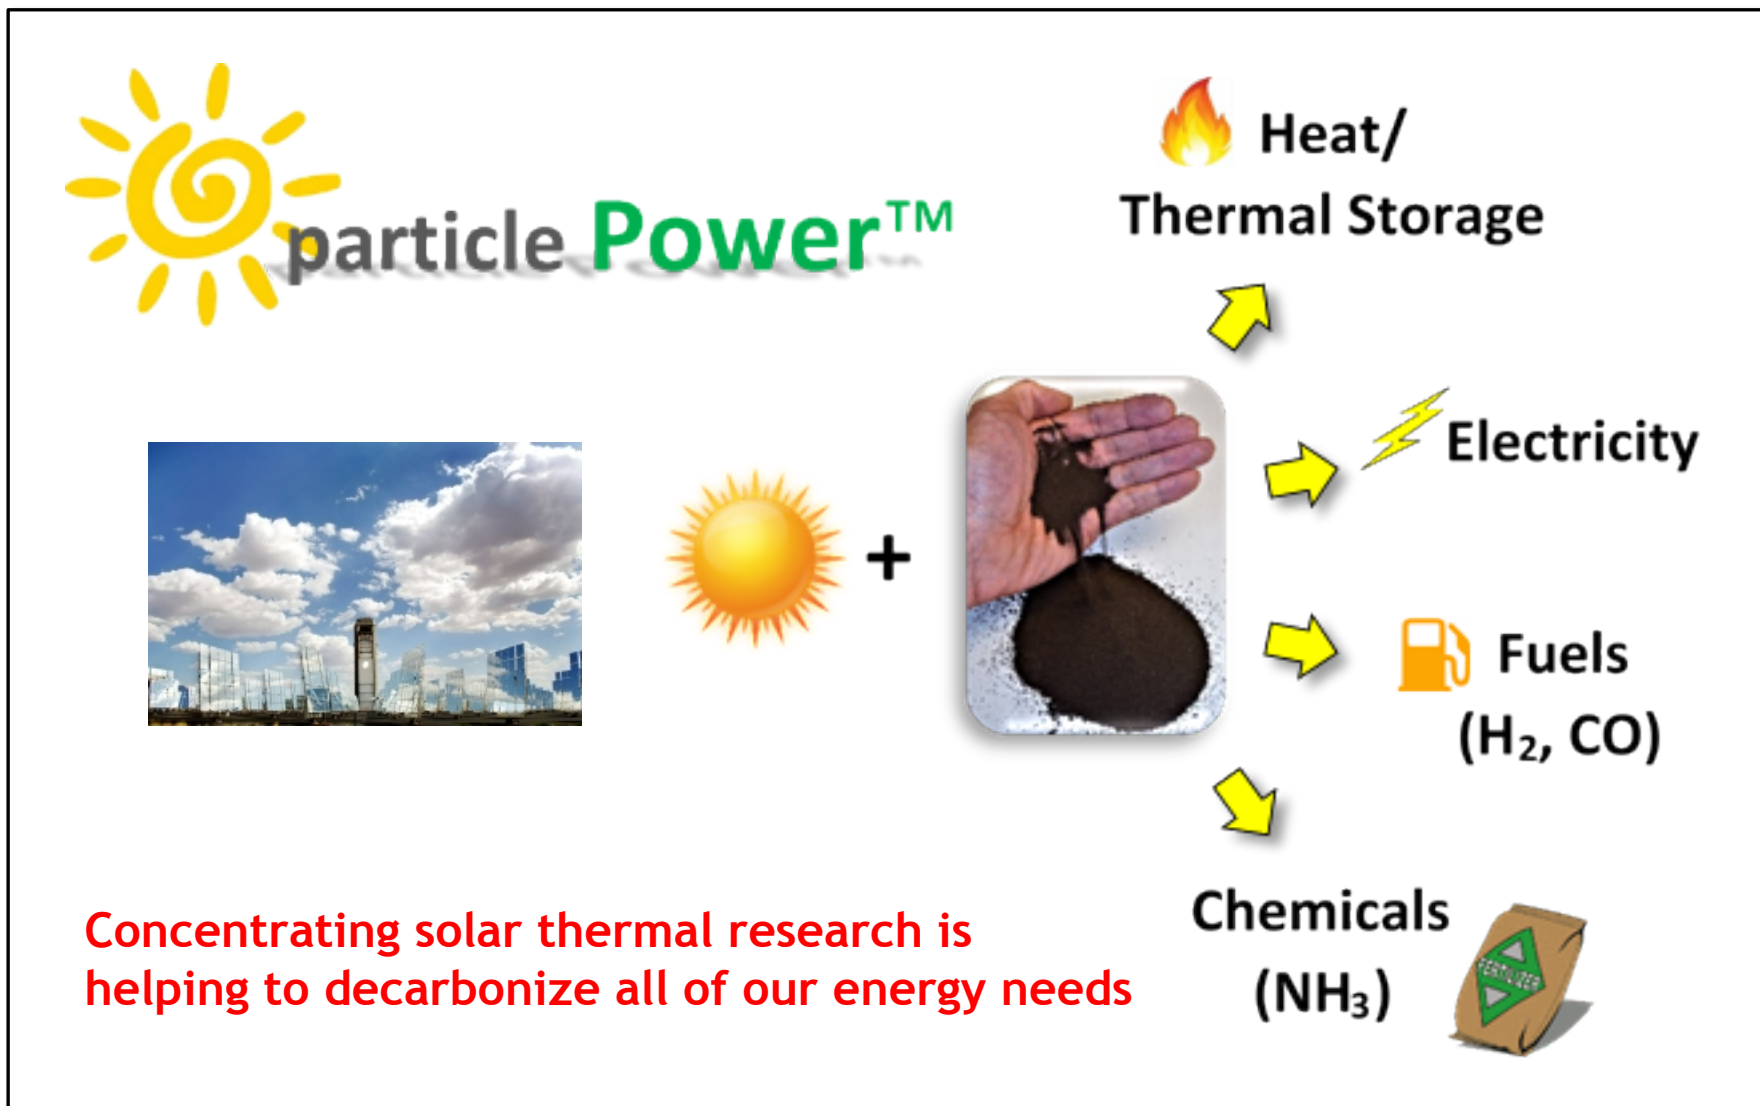 particle Power™
Heat/
Thermal Storage
Electricity
+
Fuels
(H₂, CO)
Chemicals
(NH₃)
FERTILIZER
Concentrating solar thermal research is
helping to decarbonize all of our energy needs